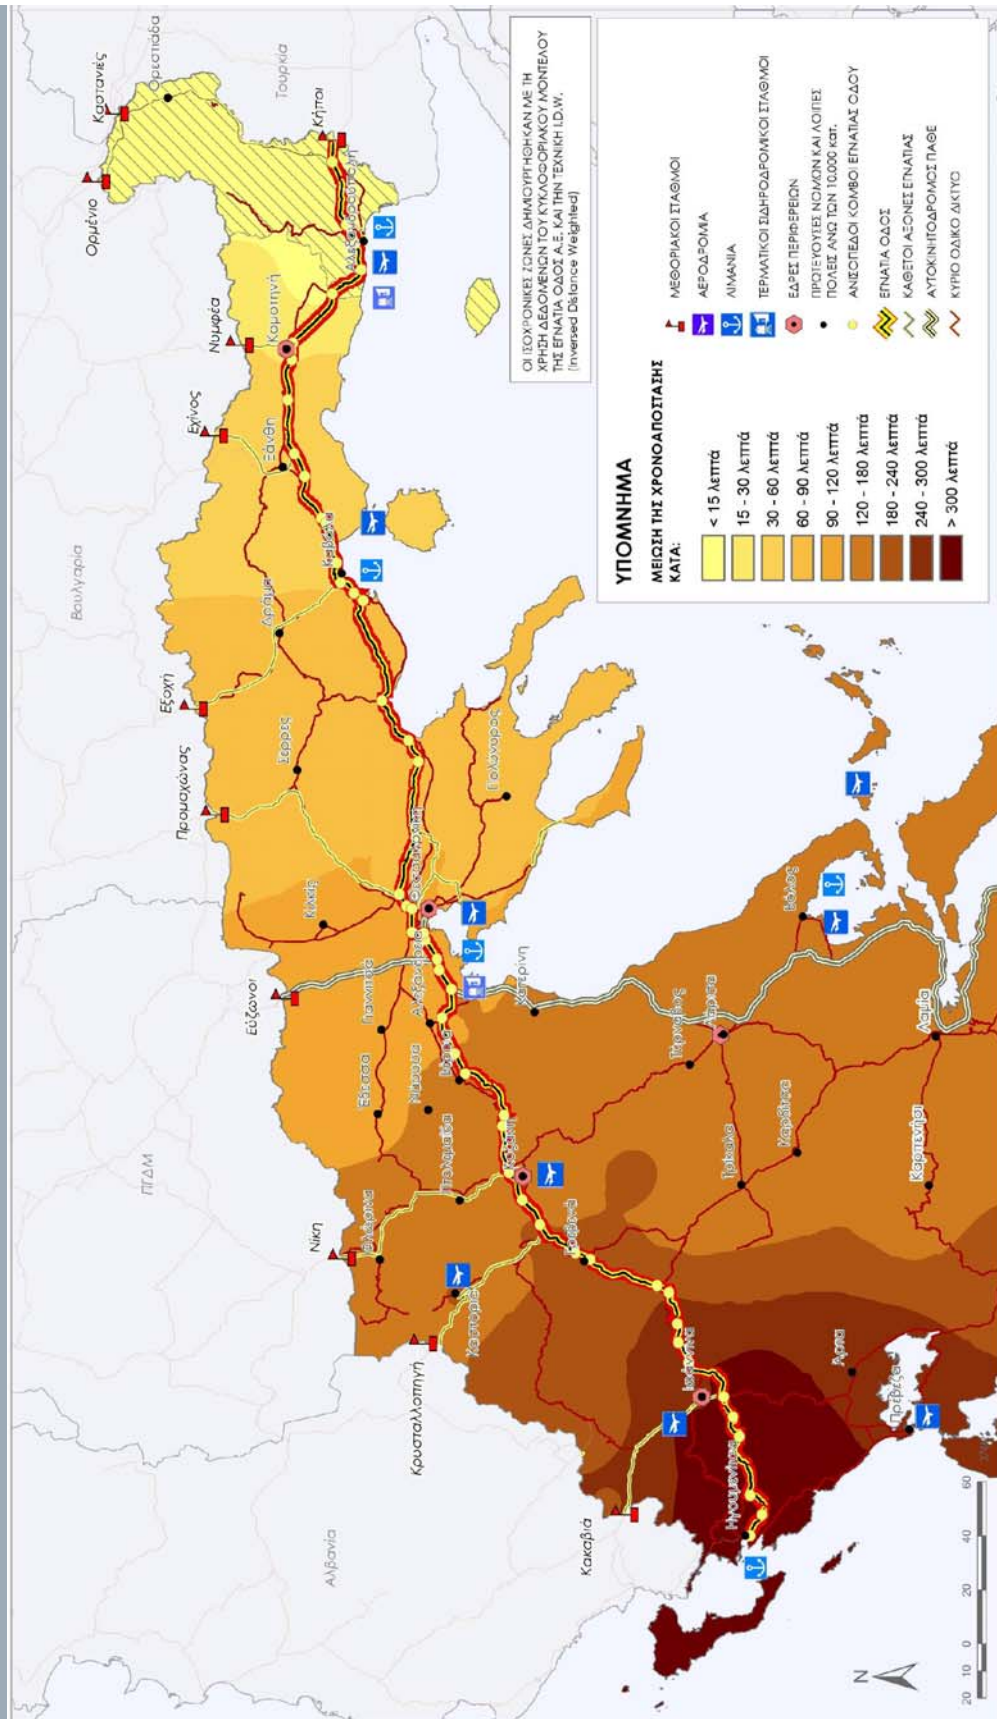 Ορμένιο
Καστανιές
Ορεστιάδα
Τουρκία
Κήποι
Αλεξανδρούπολη
Νυμφέα
Κομοτηνή
Εχίνος
Ξάνθη
Βουλγαρία
Καβάλα
Δράμα
Εξοχή
Σέρρες
Προμαχώνας
Πολύγυρος
Θεσσαλονίκη
Κιλκίς
Εύζωνοι
Γιαννιτσά
Αλεξάνδρεια
Κατερίνη
Έδεσσα
Νάουσα
Βέροια
ΠΓΔΜ
Νίκη
Φλώρινα
Πτολεμαΐδα
Κοζάνη
Καστοριά
Γρεβενά
Κρυσταλλοπηγή
Τύρναβος
Λάρισα
Βόλος
Τρίκαλα
Καρδίτσα
Λαμία
Καρπενήσι
Αλβανία
Κακαβιά
Ιωάννινα
Ηγουμενίτσα
Άρτα
Πρέβεζα
ΟΙ ΙΣΟΧΡΟΝΙΚΕΣ ΖΩΝΕΣ ΔΗΜΙΟΥΡΓΗΘΗΚΑΝ ΜΕ ΤΗ
ΧΡΗΣΗ ΔΕΔΟΜΕΝΩΝ ΤΟΥ ΚΥΚΛΟΦΟΡΙΑΚΟΥ ΜΟΝΤΕΛΟΥ
ΤΗΣ ΕΓΝΑΤΙΑ ΟΔΟΣ Α.Ε. ΚΑΙ ΤΗΝ ΤΕΧΝΙΚΗ I.D.W.
(Inversed Distance Weighted)
ΥΠΟΜΝΗΜΑ
ΜΕΙΩΣΗ ΤΗΣ ΧΡΟΝΟΑΠΟΣΤΑΣΗΣ
ΚΑΤΑ:
< 15 λεπτά
15 - 30 λεπτά
30 - 60 λεπτά
60 - 90 λεπτά
90 - 120 λεπτά
120 - 180 λεπτά
180 - 240 λεπτά
240 - 300 λεπτά
> 300 λεπτά
ΜΕΘΟΡΙΑΚΟΙ ΣΤΑΘΜΟΙ
ΑΕΡΟΔΡΟΜΙΑ
ΛΙΜΑΝΙΑ
ΤΕΡΜΑΤΙΚΟΙ ΣΙΔΗΡΟΔΡΟΜΙΚΟΙ ΣΤΑΘΜΟΙ
ΕΔΡΕΣ ΠΕΡΙΦΕΡΕΙΩΝ
ΠΡΩΤΕΥΟΥΣΕΣ ΝΟΜΩΝ ΚΑΙ ΛΟΙΠΕΣ
ΠΟΛΕΙΣ ΑΝΩ ΤΩΝ 10.000 κατ.
ΑΝΙΣΟΠΕΔΟΙ ΚΟΜΒΟΙ ΕΓΝΑΤΙΑΣ ΟΔΟΥ
ΕΓΝΑΤΙΑ ΟΔΟΣ
ΚΑΘΕΤΟΙ ΑΞΟΝΕΣ ΕΓΝΑΤΙΑΣ
ΑΥΤΟΚΙΝΗΤΟΔΡΟΜΟΣ ΠΑΘΕ
ΚΥΡΙΟ ΟΔΙΚΟ ΔΙΚΤΥΟ
N
20 10 0 20 40 60